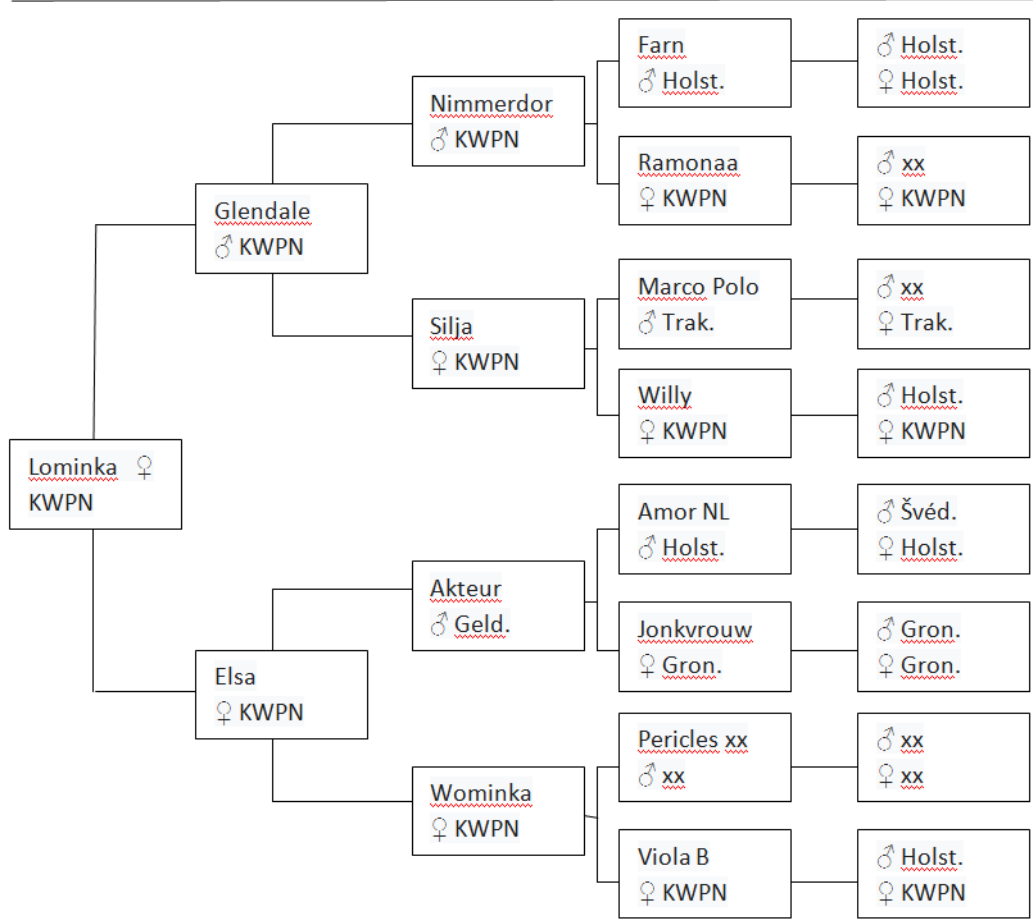 Farn
♂ Holst.
♂ Holst.
♀ Holst.
Nimmerdor
♂ KWPN
Ramonaa
♀ KWPN
♂ xx
♀ KWPN
Glendale
♂ KWPN
Marco Polo
♂ Trak.
♂ xx
♀ Trak.
Silja
♀ KWPN
Willy
♀ KWPN
♂ Holst.
♀ KWPN
Lominka ♀
KWPN
Amor NL
♂ Holst.
♂ Švéd.
♀ Holst.
Akteur
♂ Geld.
Jonkvrouw
♀ Gron.
♂ Gron.
♀ Gron.
Elsa
♀ KWPN
Pericles xx
♂ xx
♂ xx
♀ xx
Wominka
♀ KWPN
Viola B
♀ KWPN
♂ Holst.
♀ KWPN